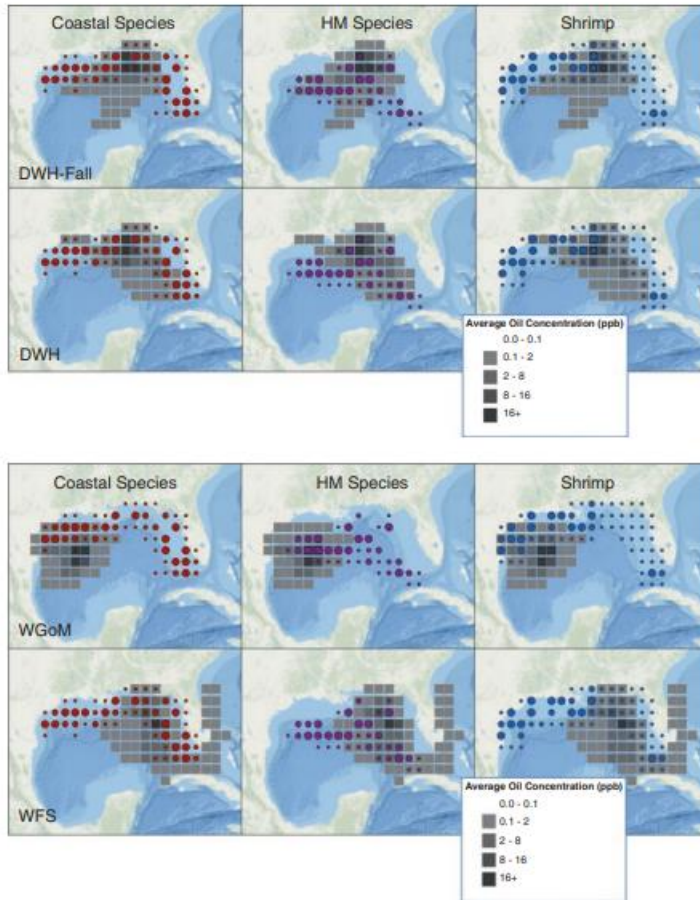 Coastal Species HM Species Shrimp
DWH-Fall
DWH
Average Oil Concentration (ppb)
0.0 - 0.1
0.1 - 2
2 - 8
8 - 16
16+
Coastal Species HM Species Shrimp
WGoM
WFS
Average Oil Concentration (ppb)
0.0 - 0.1
0.1 - 2
2 - 8
8 - 16
16+